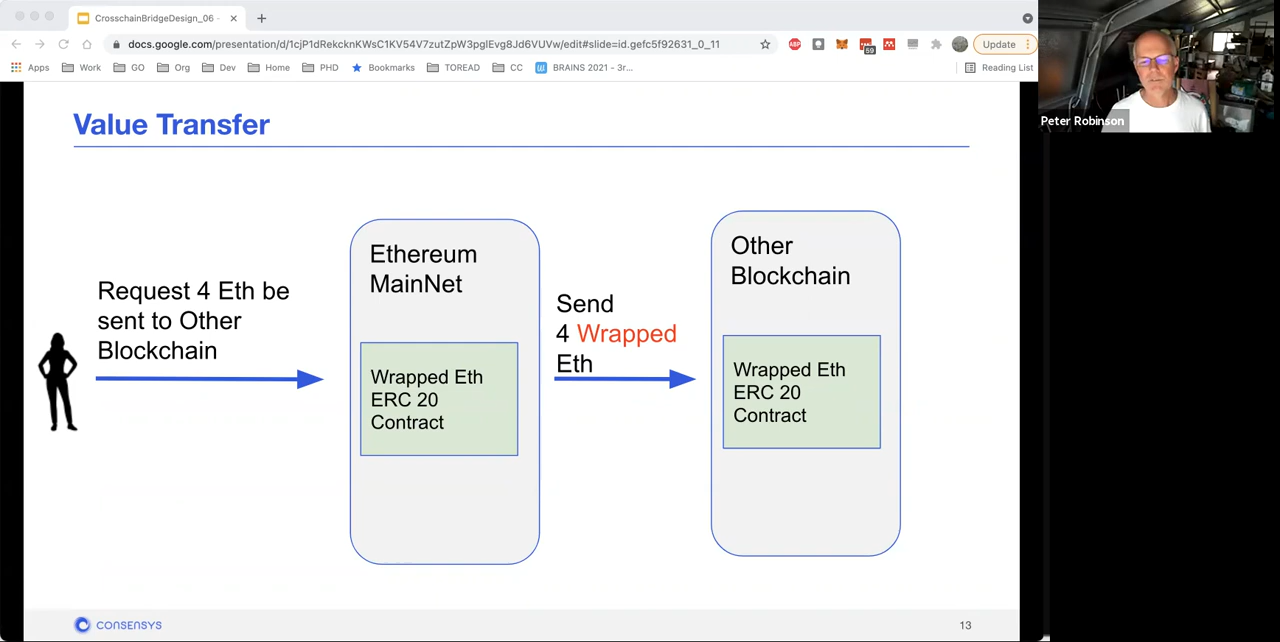 CrosschainBridgeDesign_06
docs.google.com/presentation/d/1cjP1dRekcknKWsC1KV54V7zutZpW3pglEvg8Jd6VUVw/edit#slide=id.gefc5f92631_0_11
ABP
59
Update
Apps
Work
GO
Org
Dev
Home
PHD
Bookmarks
TOREAD
CC
BRAINS 2021 - 3r...
Reading List
Peter Robinson
Value Transfer
Request 4 Eth be
sent to Other
Blockchain
Ethereum
MainNet
Wrapped Eth
ERC 20
Contract
Send
4 Wrapped
Eth
Other
Blockchain
Wrapped Eth
ERC 20
Contract
CONSENSYS
13